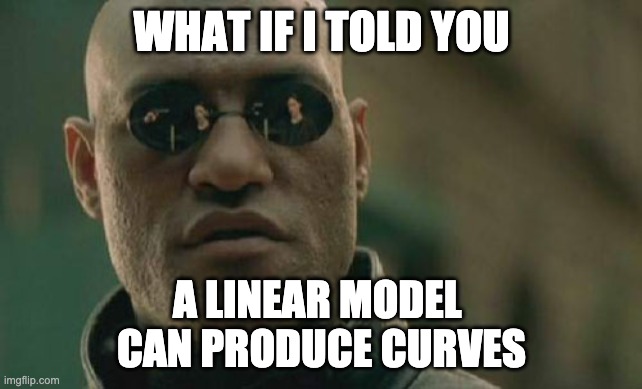 WHAT IF I TOLD YOU
A LINEAR MODEL
CAN PRODUCE CURVES
imgflip.com